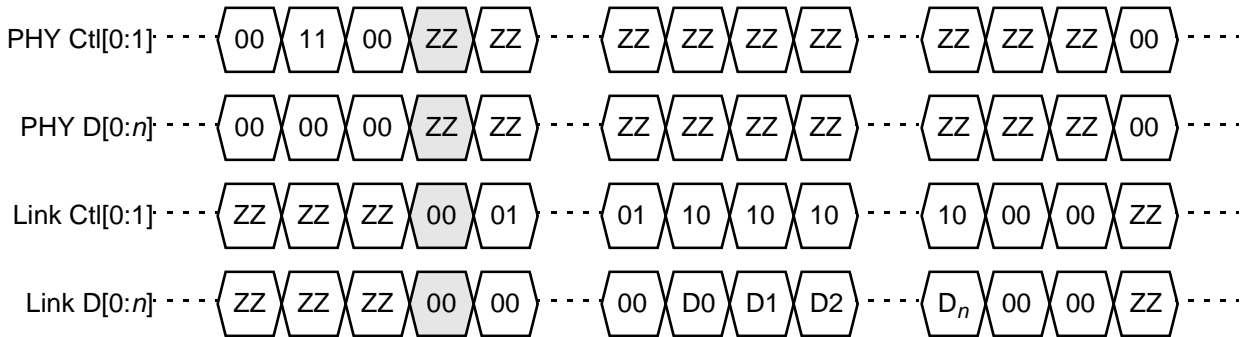 PHY Ctl[0:1] 00 11 00 ZZ ZZ ZZ ZZ ZZ ZZ ZZ ZZ ZZ 00
PHY D[0:n] 00 00 00 ZZ ZZ ZZ ZZ ZZ ZZ ZZ ZZ ZZ 00
Link Ctl[0:1] ZZ ZZ ZZ 00 01 01 10 10 10 10 00 00 ZZ
Link D[0:n] ZZ ZZ ZZ 00 00 00 D0 D1 D2 Dn 00 00 ZZ